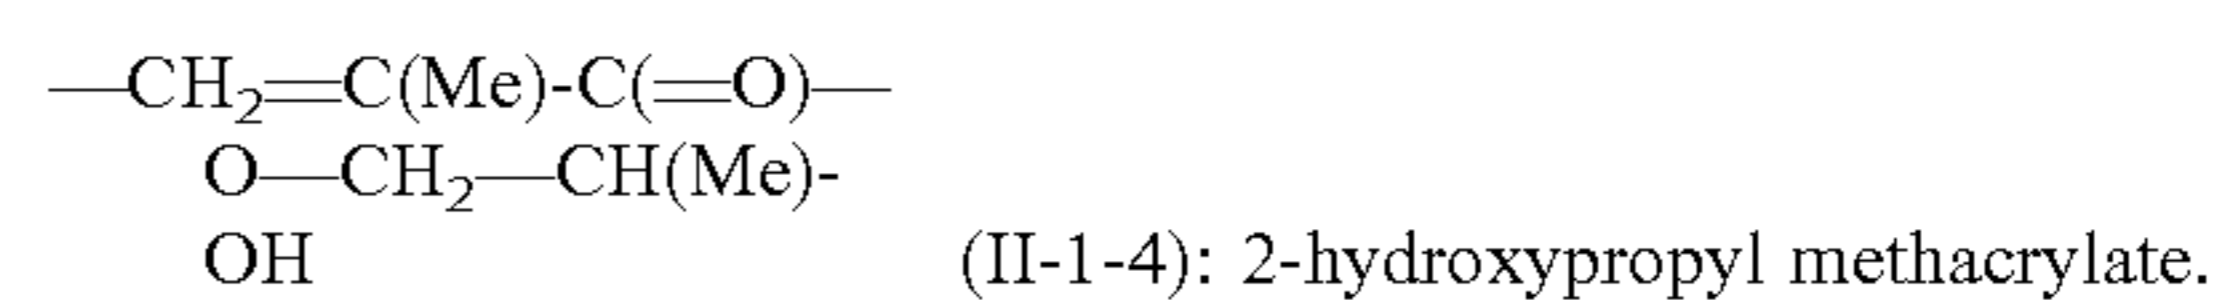 —CH₂=C(Me)-C(=O)—
O—CH₂—CH(Me)-
OH (II-1-4): 2-hydroxypropyl methacrylate.